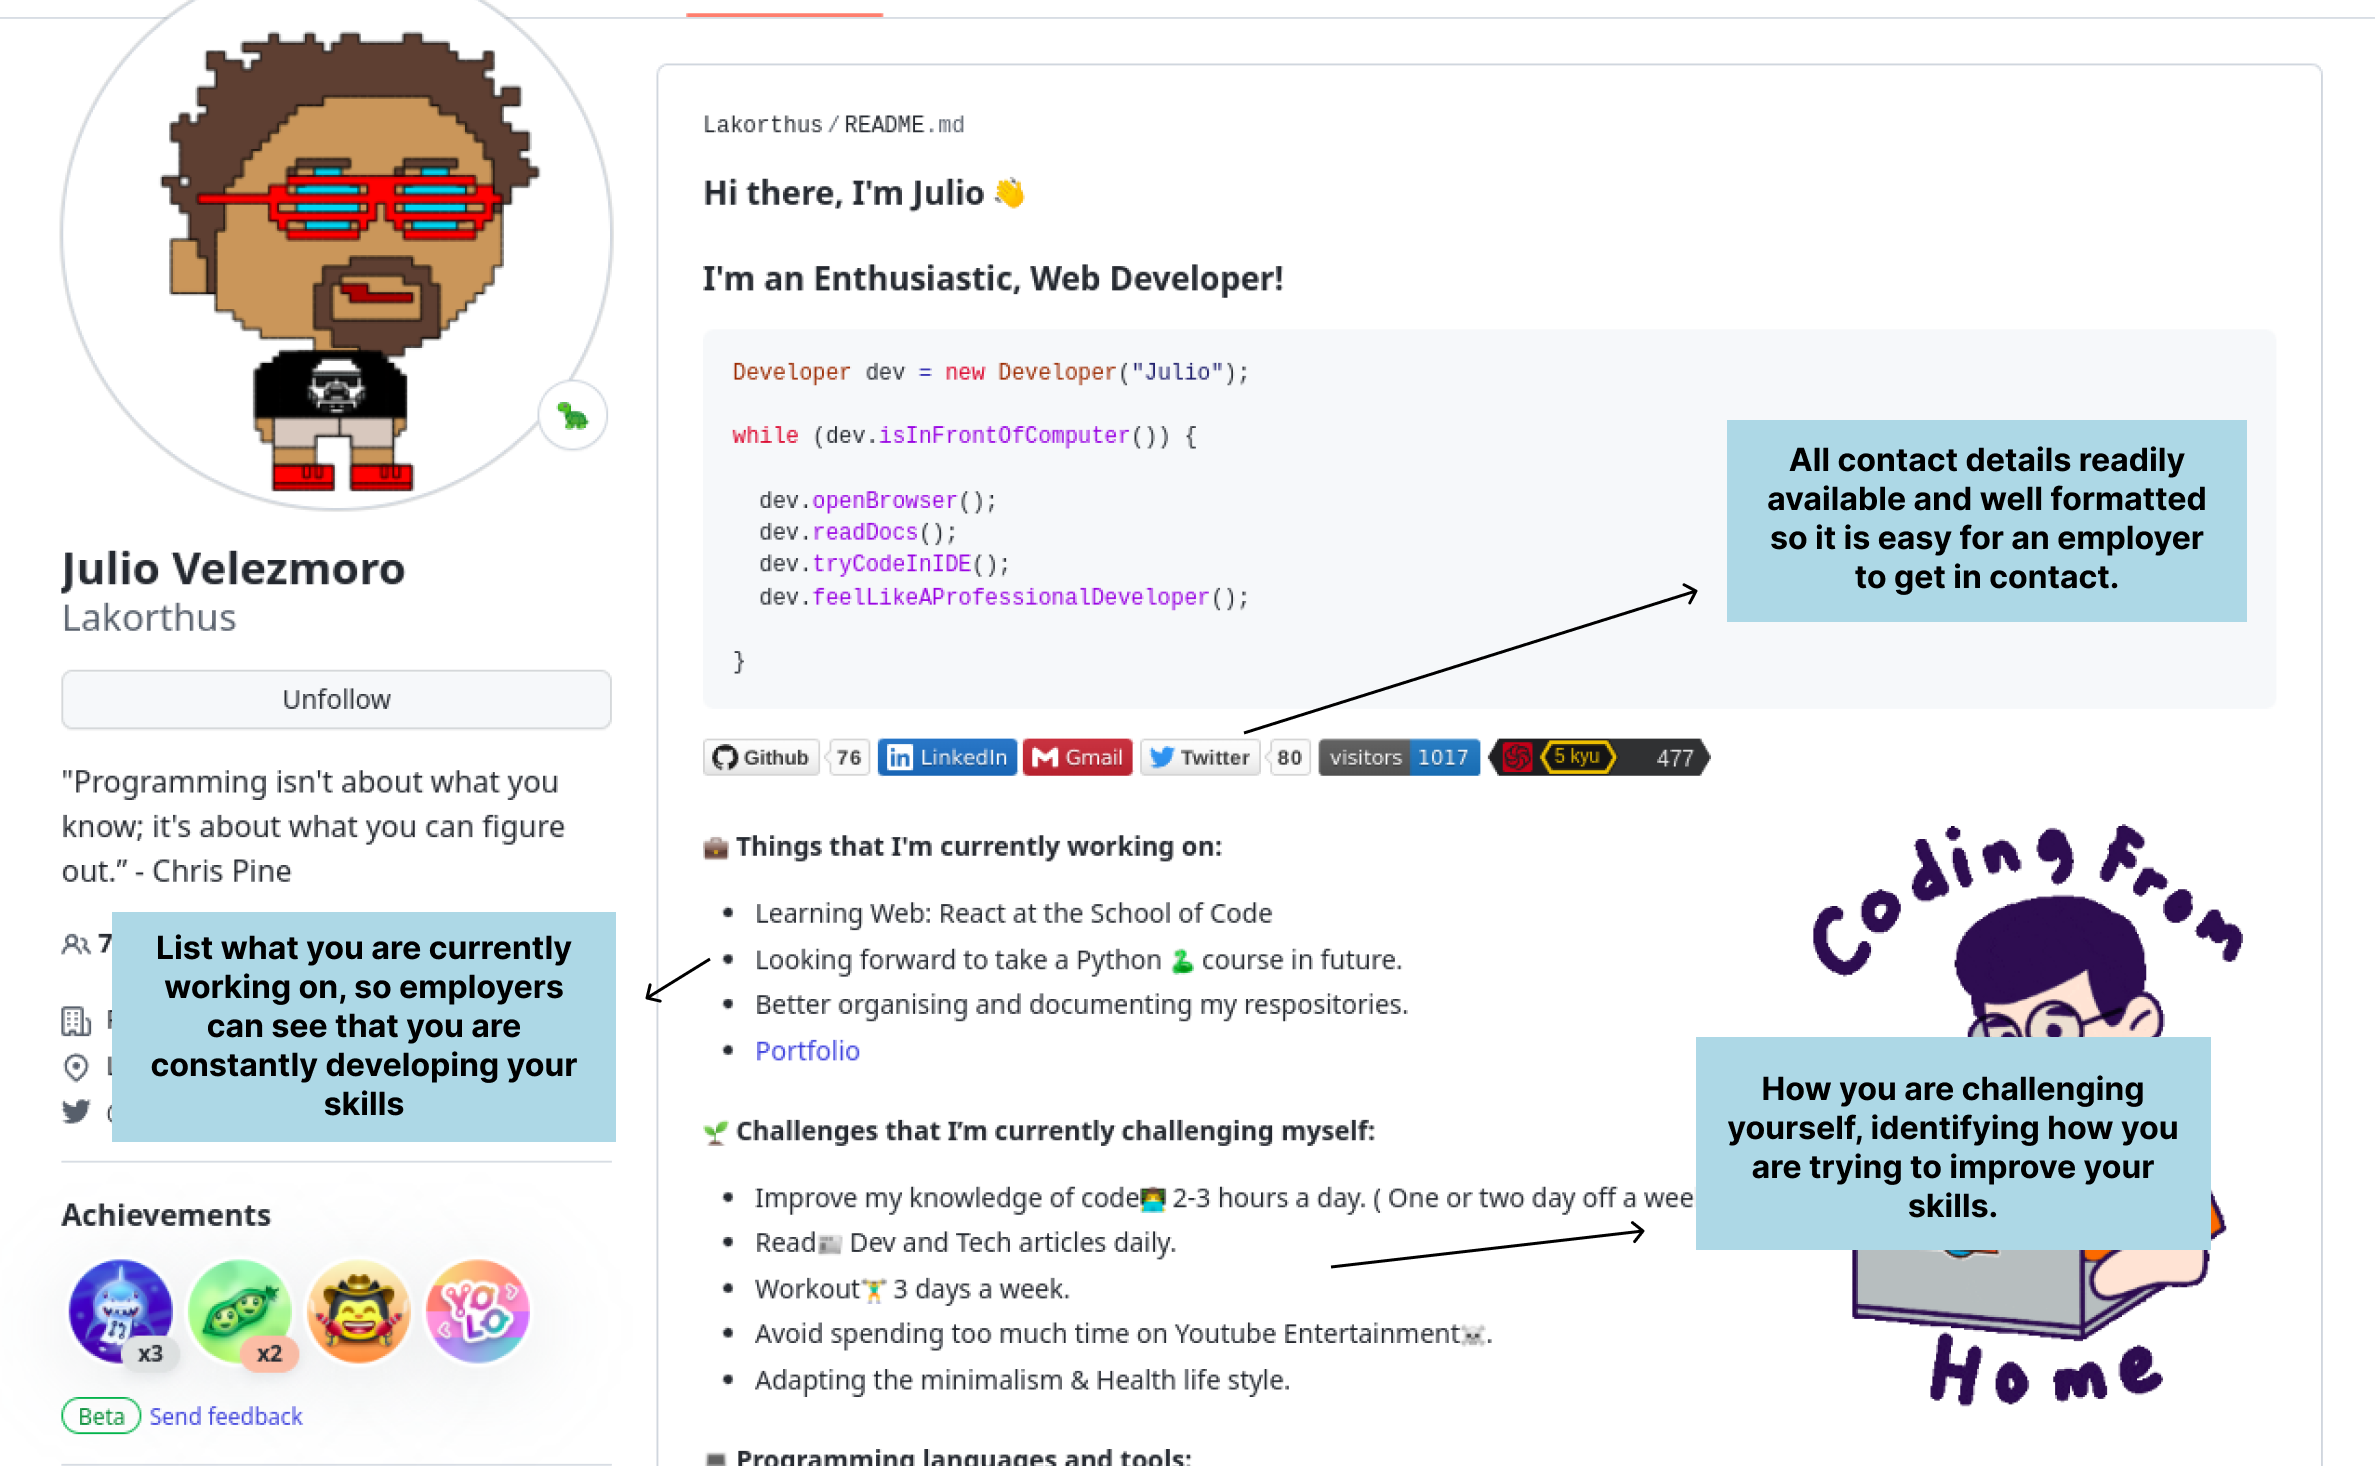 Julio Velezmoro
Lakorthus
Unfollow
"Programming isn't about what you
know; it's about what you can figure
out.” - Chris Pine
7
List what you are currently
working on, so employers
can see that you are
constantly developing your
skills
Achievements
x3
x2
YOLO
Beta Send feedback
Lakorthus / README.md
Hi there, I'm Julio 👋
I'm an Enthusiastic, Web Developer!
Developer dev = new Developer("Julio");
while (dev.isInFrontOfComputer()) {
dev.openBrowser();
dev.readDocs();
dev.tryCodeInIDE();
dev.feelLikeAProfessionalDeveloper();
}
All contact details readily
available and well formatted
so it is easy for an employer
to get in contact.
Github 76 LinkedIn Gmail Twitter 80 visitors 1017 5 kyu 477
💼 Things that I'm currently working on:
• Learning Web: React at the School of Code
• Looking forward to take a Python 🐍 course in future.
• Better organising and documenting my respositories.
• Portfolio
🌱 Challenges that I’m currently challenging myself:
• Improve my knowledge of code👨‍💻 2-3 hours a day. ( One or two day off a wee
• Read📰 Dev and Tech articles daily.
• Workout🏋️ 3 days a week.
• Avoid spending too much time on Youtube Entertainment☠️.
• Adapting the minimalism & Health life style.
💻 Programming languages and tools:
Coding From
How you are challenging
yourself, identifying how you
are trying to improve your
skills.
Home